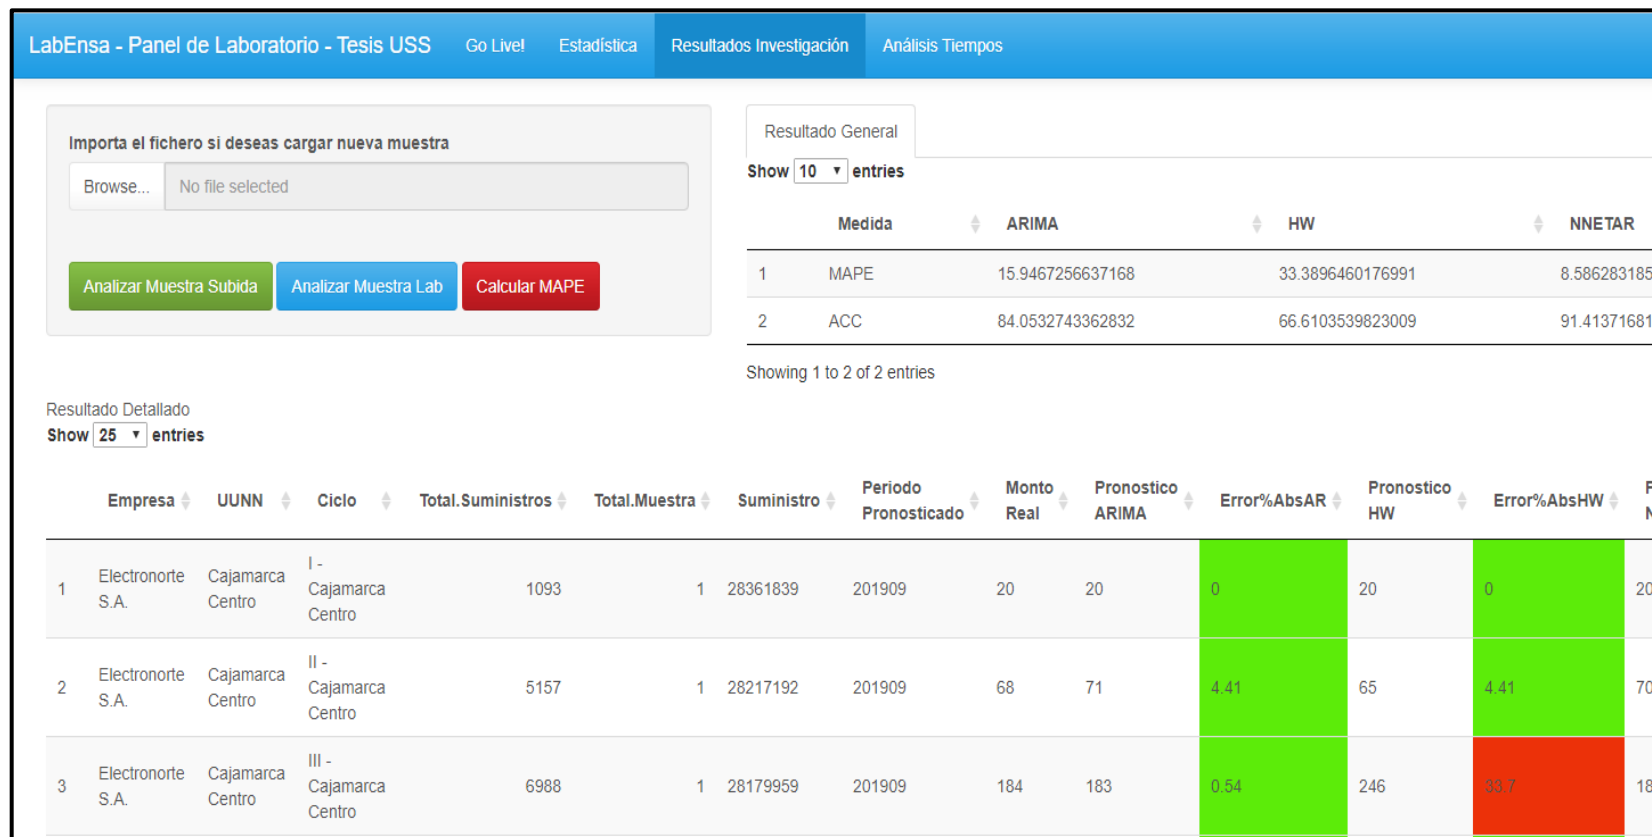 LabEnsa - Panel de Laboratorio - Tesis USS Go Live! Estadística Resultados Investigación Análisis Tiempos
Importa el fichero si deseas cargar nueva muestra
Browse... No file selected
Analizar Muestra Subida Analizar Muestra Lab Calcular MAPE
Resultado General
Show 10 entries
Medida ARIMA HW NNETAR
1 MAPE 15.9467256637168 33.3896460176991 8.586283185
2 ACC 84.0532743362832 66.6103539823009 91.41371681
Showing 1 to 2 of 2 entries
Resultado Detallado
Show 25 entries
Empresa UUNN Ciclo Total.Suministros Total.Muestra Suministro Periodo Pronosticado Monto Real Pronostico ARIMA Error%AbsAR Pronostico HW Error%AbsHW
1 Electronorte S.A. Cajamarca Centro I - Cajamarca Centro 1093 1 28361839 201909 20 20 0 20 0 20
2 Electronorte S.A. Cajamarca Centro II - Cajamarca Centro 5157 1 28217192 201909 68 71 4.41 65 4.41 70
3 Electronorte S.A. Cajamarca Centro III - Cajamarca Centro 6988 1 28179959 201909 184 183 0.54 246 33.7 18